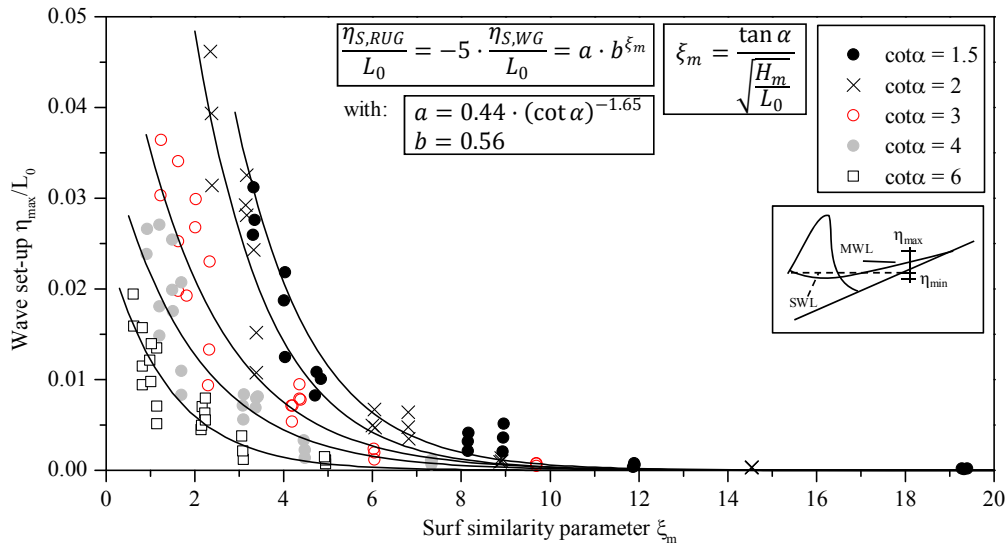 η_{S,RUG}/L_0 = −5 · η_{S,WG}/L_0 = a · b^{ξ_m}
ξ_m = tan α / √(H_m/L_0)
with:
a = 0.44 · (cot α)^{−1.65}
b = 0.56
cotα = 1.5
cotα = 2
cotα = 3
cotα = 4
cotα = 6
η_max
MWL
SWL
η_min
Wave set-up η_max/L_0
0.05
0.04
0.03
0.02
0.01
0.00
0 2 4 6 8 10 12 14 16 18 20
Surf similarity parameter ξ_m